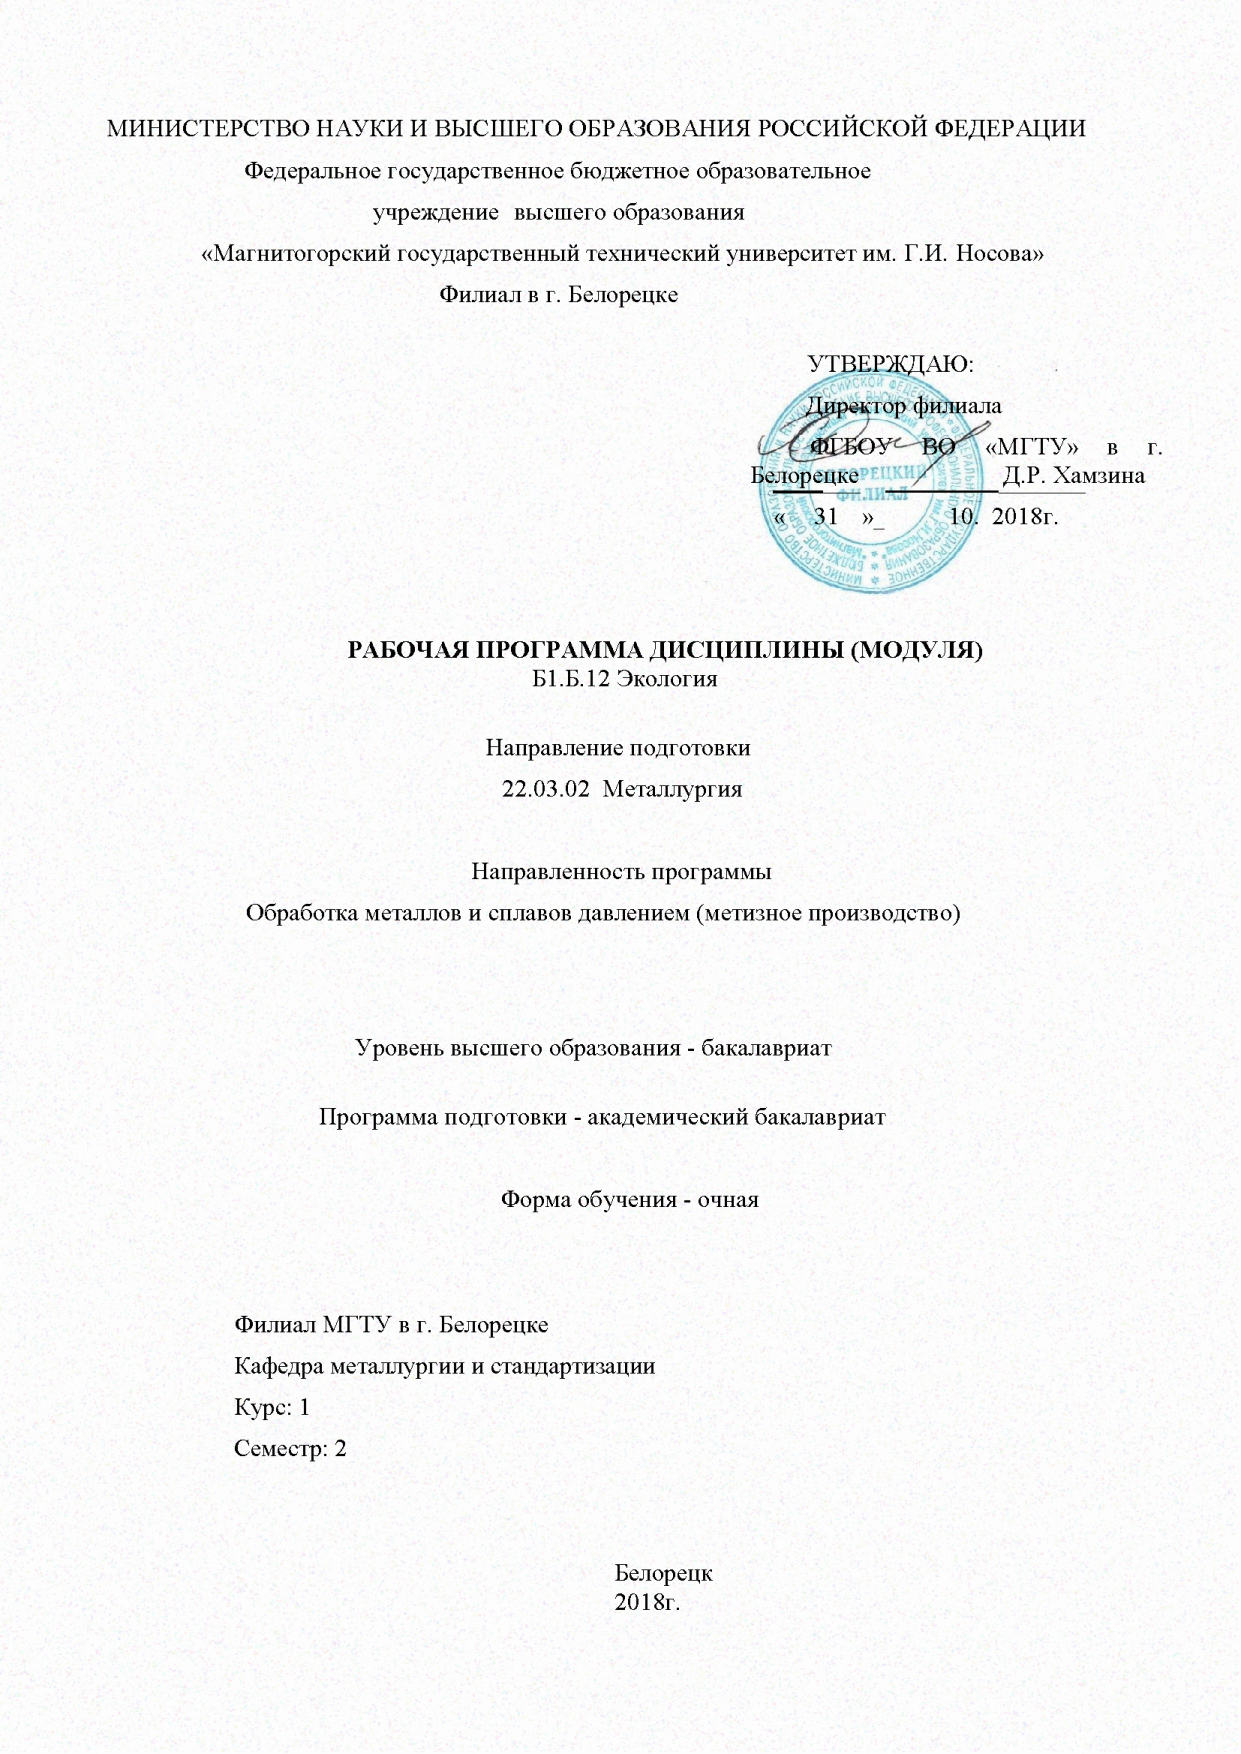 МИНИСТЕРСТВО НАУКИ И ВЫСШЕГО ОБРАЗОВАНИЯ РОССИЙСКОЙ ФЕДЕРАЦИИ
Федеральное государственное бюджетное образовательное
учреждение высшего образования
«Магнитогорский государственный технический университет им. Г.И. Носова»
Филиал в г. Белорецке
УТВЕРЖДАЮ:
Директор филиала
ФГБОУ ВО «МГТУ» в г.
Белорецке Д.Р. Хамзина
« 31 »_ 10. 2018г.
БЕЛОРЕЦКИЙ
ФИЛИАЛ
РАБОЧАЯ ПРОГРАММА ДИСЦИПЛИНЫ (МОДУЛЯ)
Б1.Б.12 Экология
Направление подготовки
22.03.02 Металлургия
Направленность программы
Обработка металлов и сплавов давлением (метизное производство)
Уровень высшего образования - бакалавриат
Программа подготовки - академический бакалавриат
Форма обучения - очная
Филиал МГТУ в г. Белорецке
Кафедра металлургии и стандартизации
Курс: 1
Семестр: 2
Белорецк
2018г.